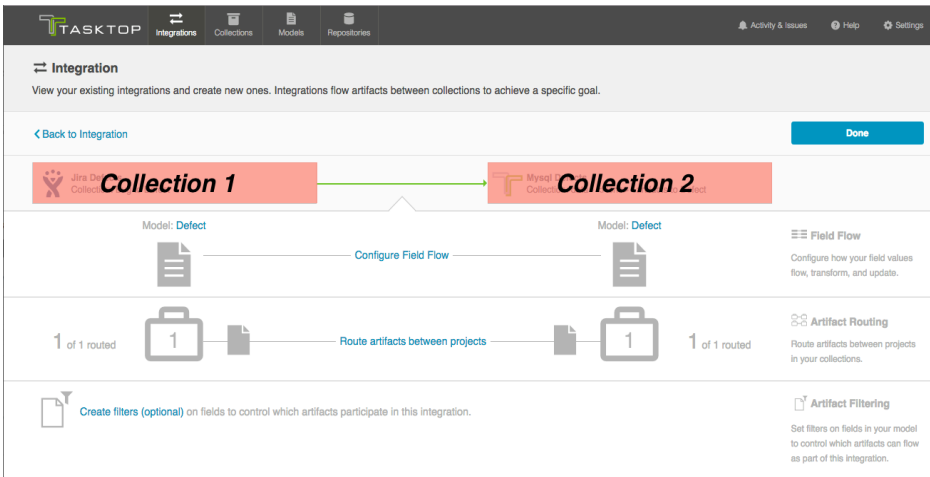 TASKTOP
Integrations
Collections
Models
Repositories
Activity & Issues
Help
Settings
Integration
View your existing integrations and create new ones. Integrations flow artifacts between collections to achieve a specific goal.
Back to Integration
Done
Jira
Collection 1
Mysql
Collection 2
Model: Defect
Configure Field Flow
Model: Defect
Field Flow
Configure how your field values
flow, transform, and update.
1 of 1 routed
1
Route artifacts between projects
1
1 of 1 routed
Artifact Routing
Route artifacts between projects
in your collections.
Create filters (optional) on fields to control which artifacts participate in this integration.
Artifact Filtering
Set filters on fields in your model
to control which artifacts can flow
as part of this integration.